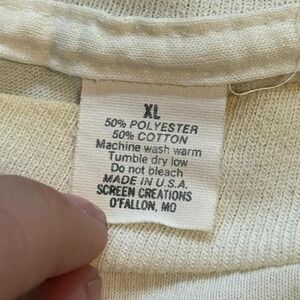 XL
50% POLYESTER
50% COTTON
Machine wash warm
Tumble dry low
Do not bleach
MADE IN U.S.A.
SCREEN CREATIONS
O'FALLON, MO